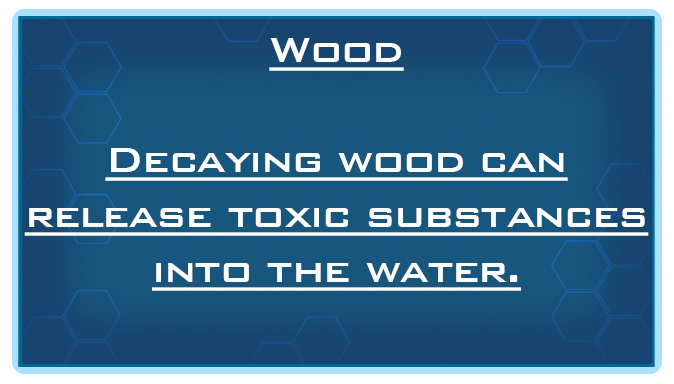 Wood
Decaying wood can
release toxic substances
into the water.